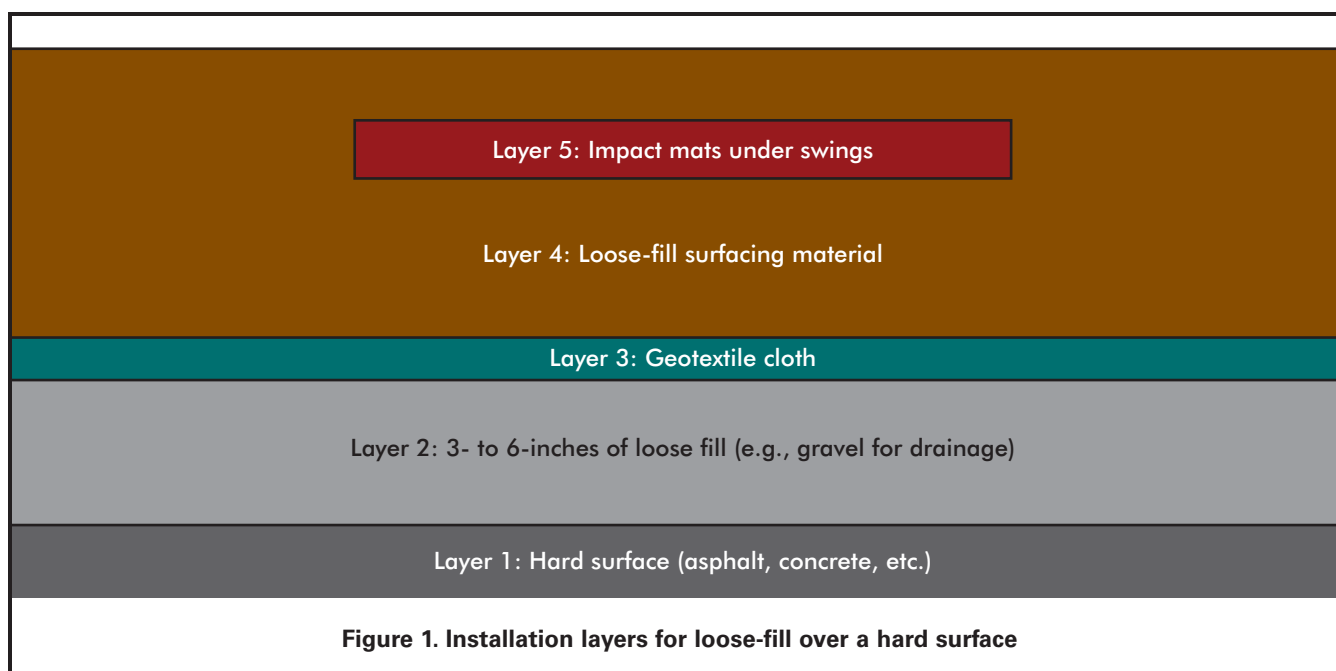 Layer 5: Impact mats under swings
Layer 4: Loose-fill surfacing material
Layer 3: Geotextile cloth
Layer 2: 3- to 6-inches of loose fill (e.g., gravel for drainage)
Layer 1: Hard surface (asphalt, concrete, etc.)
Figure 1. Installation layers for loose-fill over a hard surface